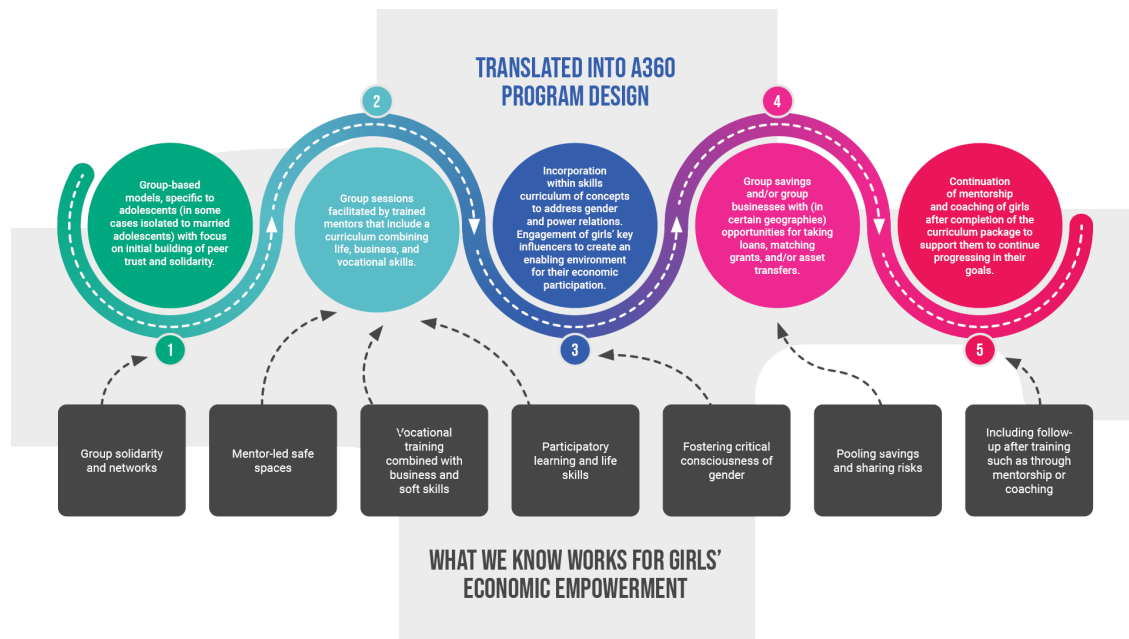 TRANSLATED INTO A360
PROGRAM DESIGN
1
Group-based
models, specific to
adolescents (in some
cases isolated to married
adolescents) with focus
on initial building of peer
trust and solidarity.
2
Group sessions
facilitated by trained
mentors that include a
curriculum combining
life, business, and
vocational skills.
3
Incorporation
within skills
curriculum of concepts
to address gender
and power relations.
Engagement of girls' key
influencers to create an
enabling environment
for their economic
participation.
4
Group savings
and/or group
businesses with (in
certain geographies)
opportunities for taking
loans, matching
grants, and/or asset
transfers.
5
Continuation
of mentorship
and coaching of girls
after completion of the
curriculum package to
support them to continue
progressing in their
goals.
Group solidarity
and networks
Mentor-led safe
spaces
Vocational
training
combined with
business and
soft skills
Participatory
learning and life
skills
Fostering critical
consciousness of
gender
Pooling savings
and sharing risks
Including follow-
up after training
such as through
mentorship or
coaching
WHAT WE KNOW WORKS FOR GIRLS'
ECONOMIC EMPOWERMENT